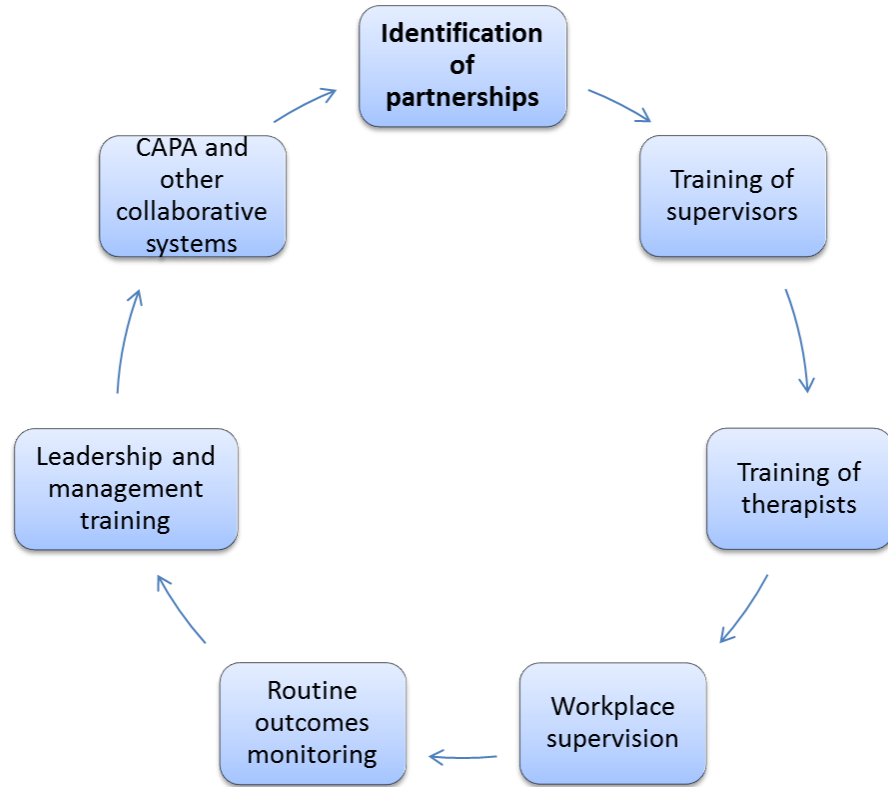 Identification
of
partnerships
Training of
supervisors
Training of
therapists
Workplace
supervision
Routine
outcomes
monitoring
Leadership and
management
training
CAPA and
other
collaborative
systems